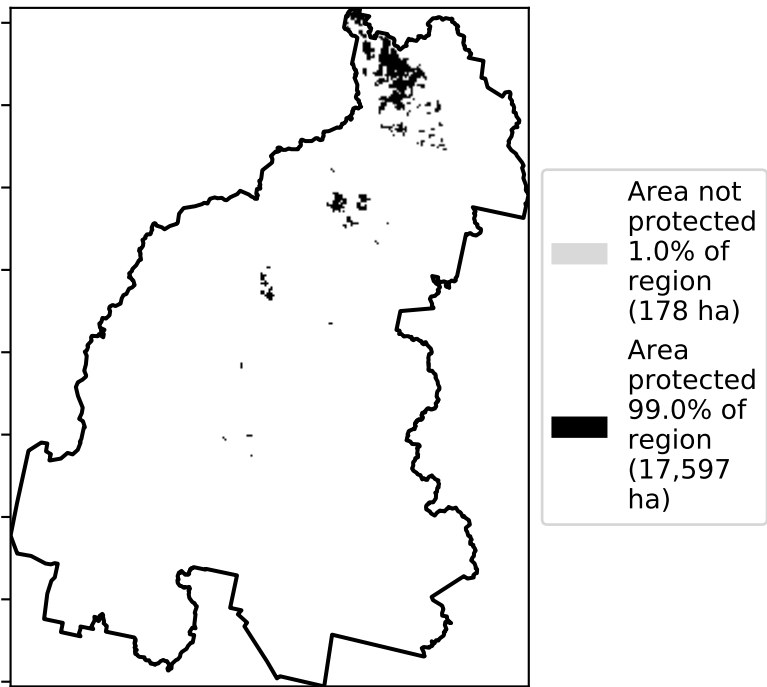 Area not
protected
1.0% of
region
(178 ha)
Area
protected
99.0% of
region
(17,597
ha)